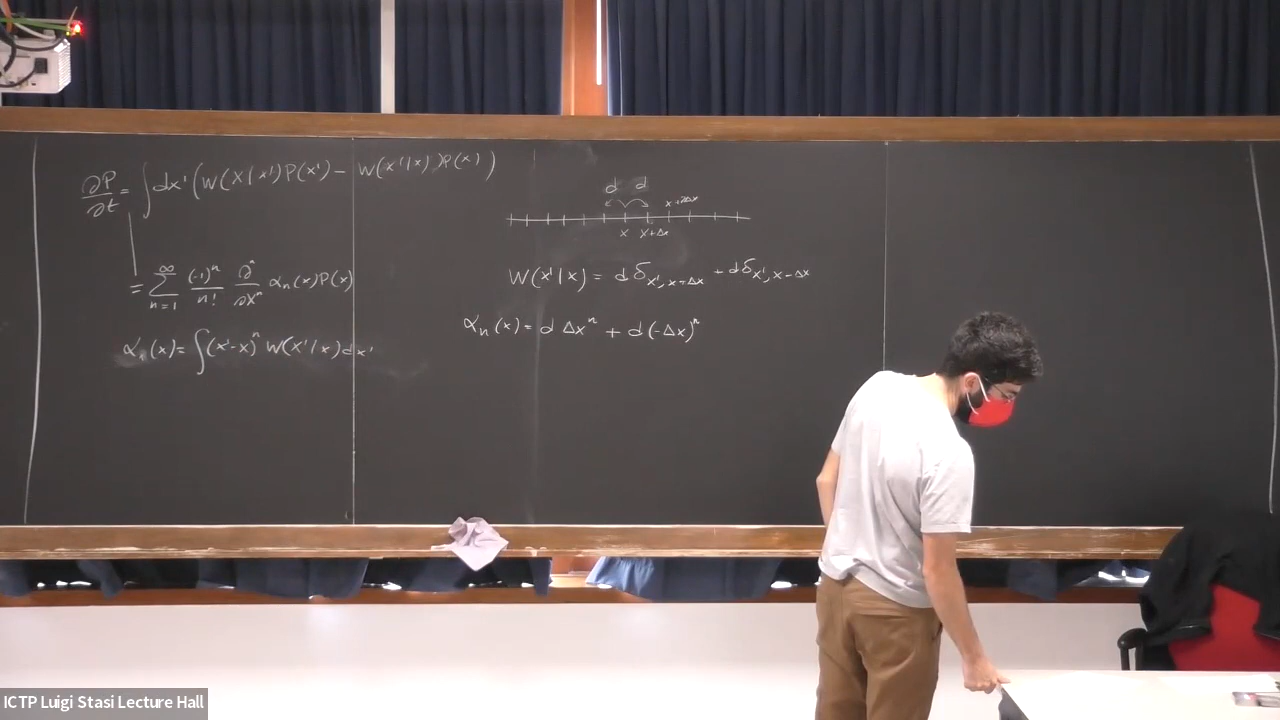 ∂P/∂t = ∫ dx' (W(x|x')P(x') − W(x'|x)P(x))
= ∑_{n=1}^{∞} (-1)^n/n! ∂^n/∂x^n α_n(x)P(x)
α_n(x) = ∫(x'-x)^n W(x'|x)dx'
d d
x+2Δx
x x+Δx
W(x'|x) = d δ_{x', x+Δx} + d δ_{x', x-Δx}
α_n(x) = d Δx^n + d(-Δx)^n
ICTP Luigi Stasi Lecture Hall